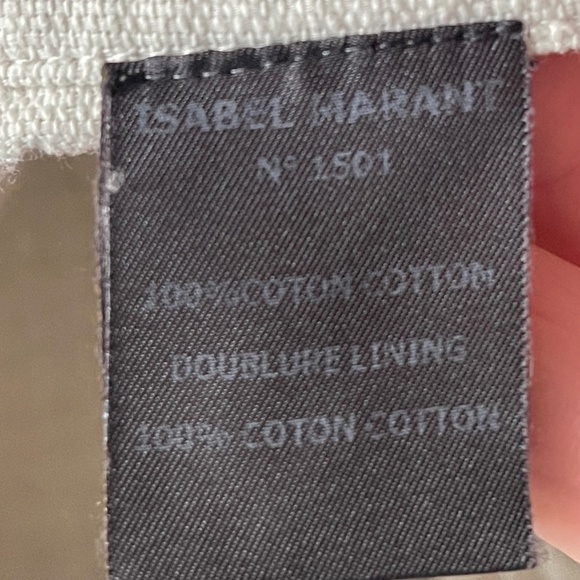 ISABEL MARANT
N° 1501
100% COTON COTTON
DOUBLURE LINING
100% COTON COTTON